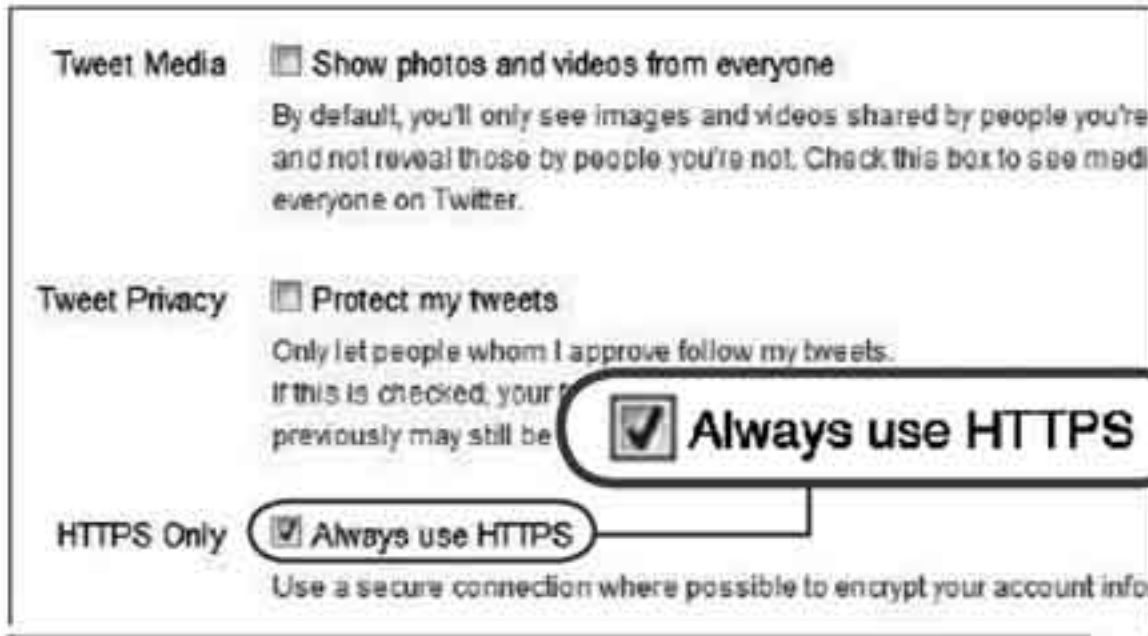 Tweet Media Show photos and videos from everyone
By default, you'll only see images and videos shared by people you're
and not reveal those by people you're not. Check this box to see medi
everyone on Twitter.
Tweet Privacy Protect my tweets
Only let people whom I approve follow my tweets.
If this is checked, your
previously may still be
Always use HTTPS
HTTPS Only Always use HTTPS
Use a secure connection where possible to encrypt your account info